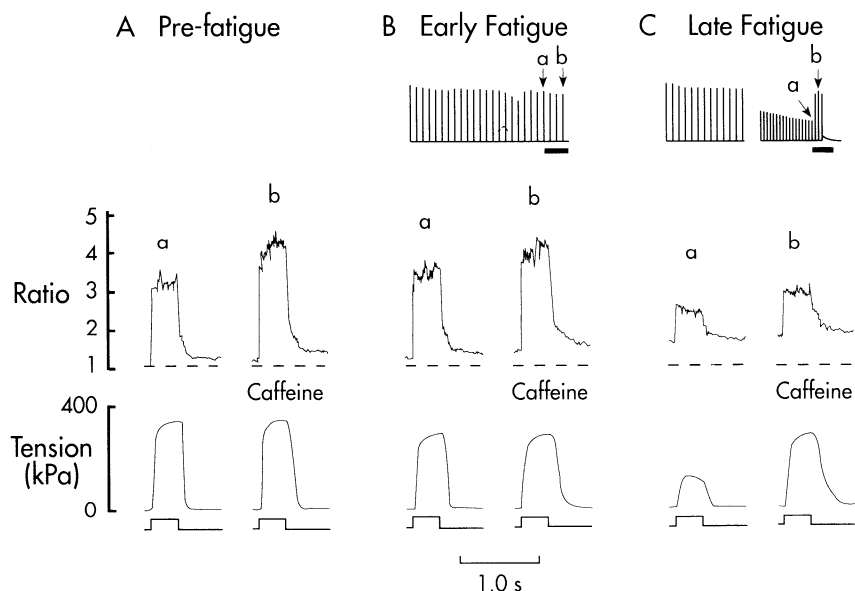 A Pre-fatigue
B Early Fatigue
C Late Fatigue
a b
a b
5
4
3
2
1
Ratio
a
b
a
b
a
b
Caffeine
Caffeine
Caffeine
400
0
Tension
(kPa)
1.0 s